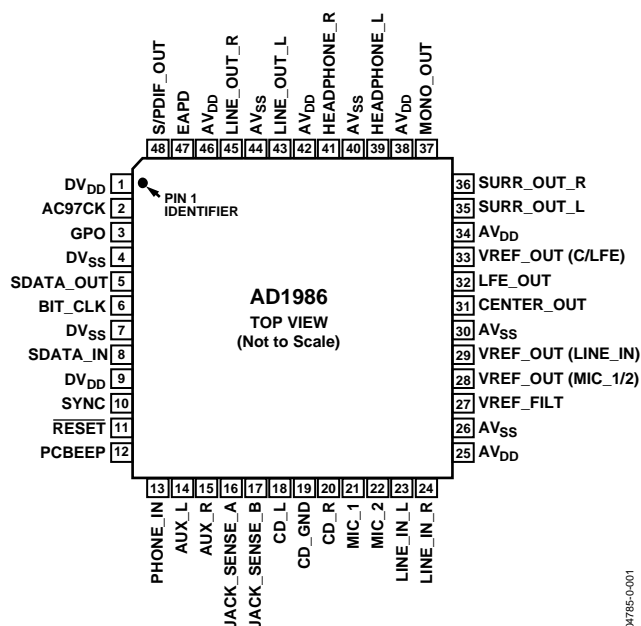 S/PDIF_OUT
EAPD
AVDD
LINE_OUT_R
AVSS
LINE_OUT_L
AVDD
HEADPHONE_R
AVSS
HEADPHONE_L
AVDD
MONO_OUT
48 47 46 45 44 43 42 41 40 39 38 37
DVDD 1
AC97CK 2
GPO 3
DVSS 4
SDATA_OUT 5
BIT_CLK 6
DVSS 7
SDATA_IN 8
DVDD 9
SYNC 10
RESET 11
PCBEEP 12
PIN 1
IDENTIFIER
AD1986
TOP VIEW
(Not to Scale)
36 SURR_OUT_R
35 SURR_OUT_L
34 AVDD
33 VREF_OUT (C/LFE)
32 LFE_OUT
31 CENTER_OUT
30 AVSS
29 VREF_OUT (LINE_IN)
28 VREF_OUT (MIC_1/2)
27 VREF_FILT
26 AVSS
25 AVDD
13 14 15 16 17 18 19 20 21 22 23 24
PHONE_IN
AUX_L
AUX_R
JACK_SENSE_A
JACK_SENSE_B
CD_L
CD_GND
CD_R
MIC_1
MIC_2
LINE_IN_L
LINE_IN_R
04785-0-001